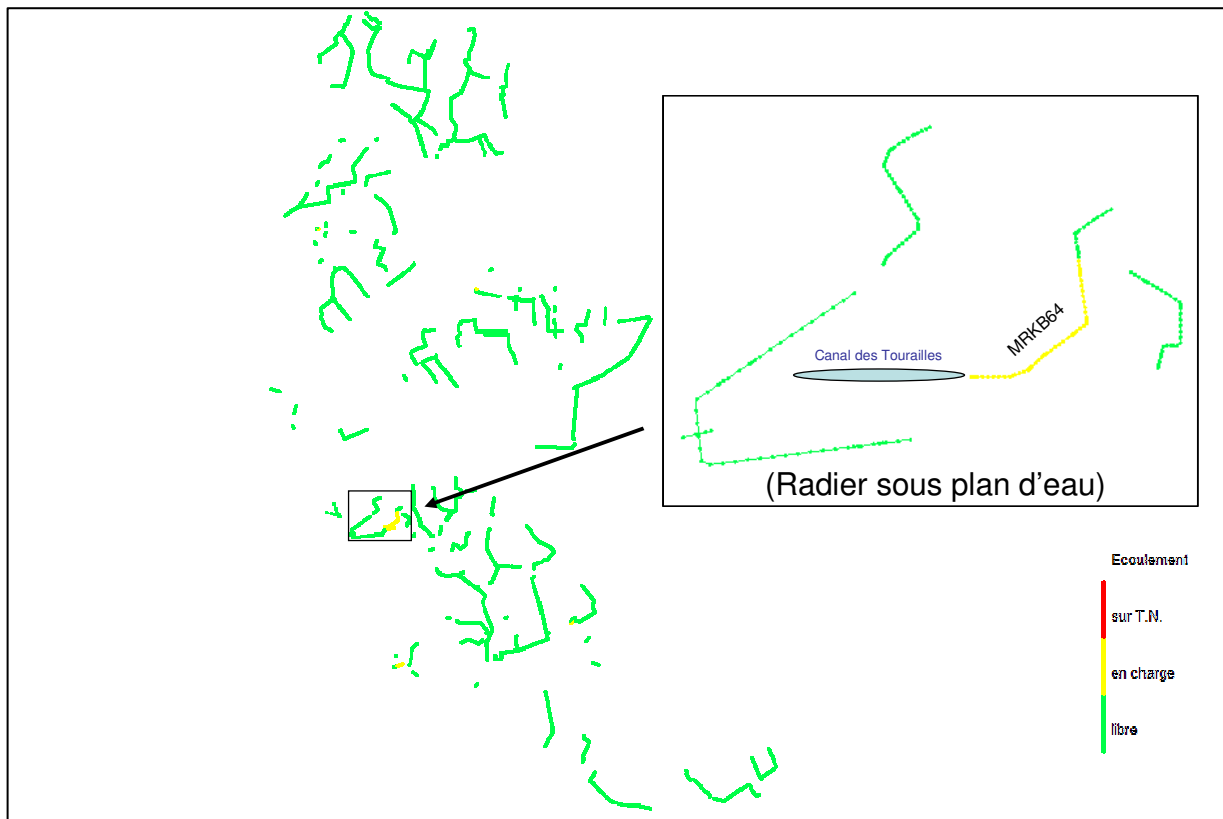 MRKB64
Canal des Tourailles
(Radier sous plan d'eau)
Ecoulement
sur T.N.
en charge
libre